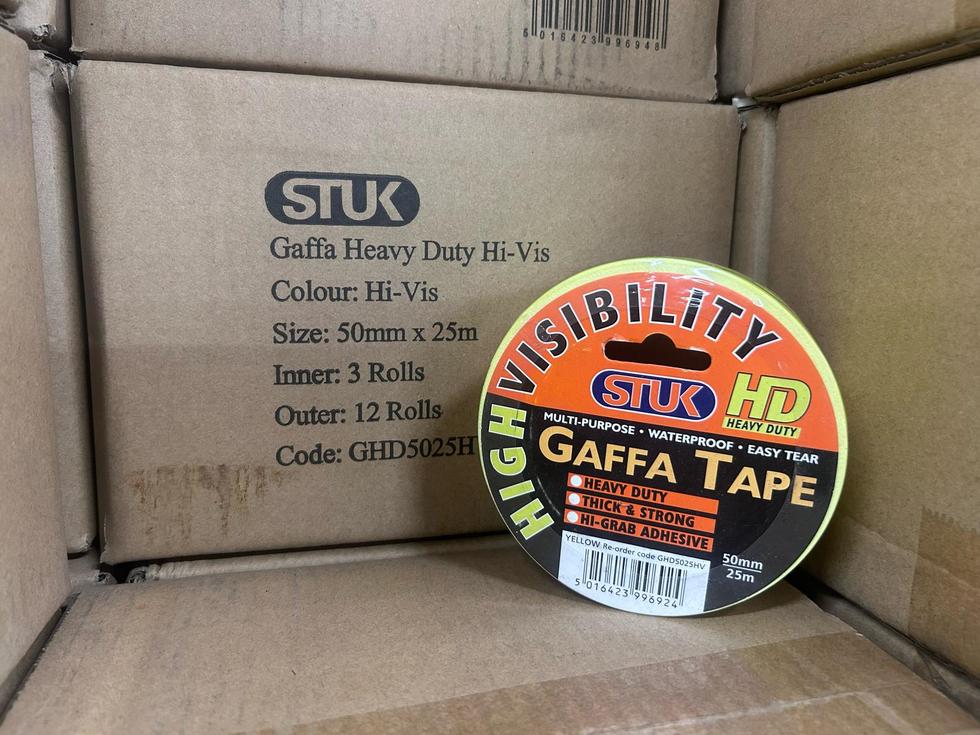 5 016423 996948
STUK
Gaffa Heavy Duty Hi-Vis
Colour: Hi-Vis
Size: 50mm x 25m
Inner: 3 Rolls
Outer: 12 Rolls
Code: GHD5025H
HIGH VISIBILITY
STUK
HD
HEAVY DUTY
MULTI-PURPOSE • WATERPROOF • EASY TEAR
GAFFA TAPE
HEAVY DUTY
THICK & STRONG
HI-GRAB ADHESIVE
YELLOW Re-order code GHD5025HV
5 016423 996924
50mm
25m